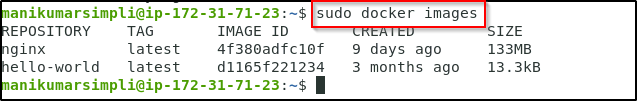 manikumarsimpli@ip-172-31-71-23:~$ sudo docker images
REPOSITORY TAG IMAGE ID CREATED SIZE
nginx latest 4f380adfc10f 9 days ago 133MB
hello-world latest d1165f221234 3 months ago 13.3kB
manikumarsimpli@ip-172-31-71-23:~$